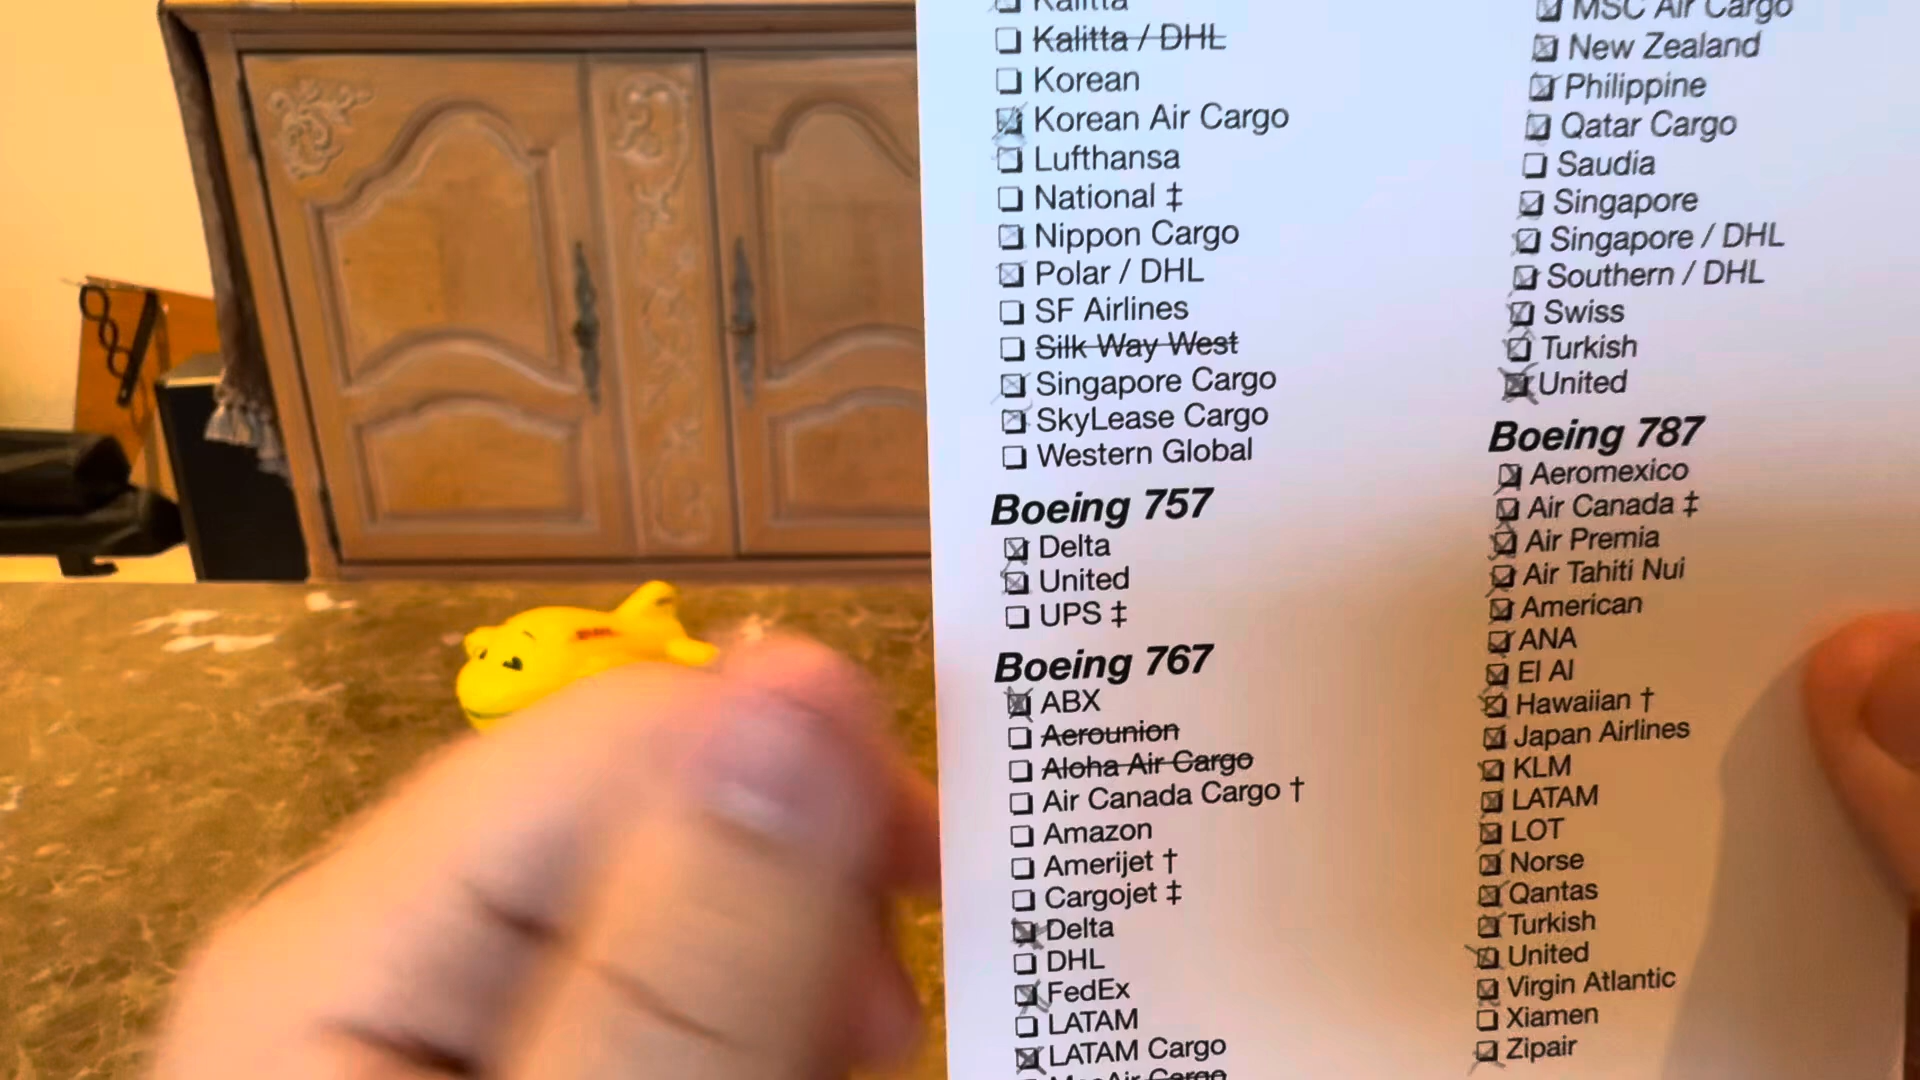 Kalitta
Kalitta / DHL
Korean
Korean Air Cargo
Lufthansa
National ‡
Nippon Cargo
Polar / DHL
SF Airlines
Silk Way West
Singapore Cargo
SkyLease Cargo
Western Global
Boeing 757
Delta
United
UPS ‡
Boeing 767
ABX
Aerounion
Aloha Air Cargo
Air Canada Cargo †
Amazon
Amerijet †
Cargojet ‡
Delta
DHL
FedEx
LATAM
LATAM Cargo
MSC Air Cargo
New Zealand
Philippine
Qatar Cargo
Saudia
Singapore
Singapore / DHL
Southern / DHL
Swiss
Turkish
United
Boeing 787
Aeromexico
Air Canada ‡
Air Premia
Air Tahiti Nui
American
ANA
El Al
Hawaiian †
Japan Airlines
KLM
LATAM
LOT
Norse
Qantas
Turkish
United
Virgin Atlantic
Xiamen
Zipair